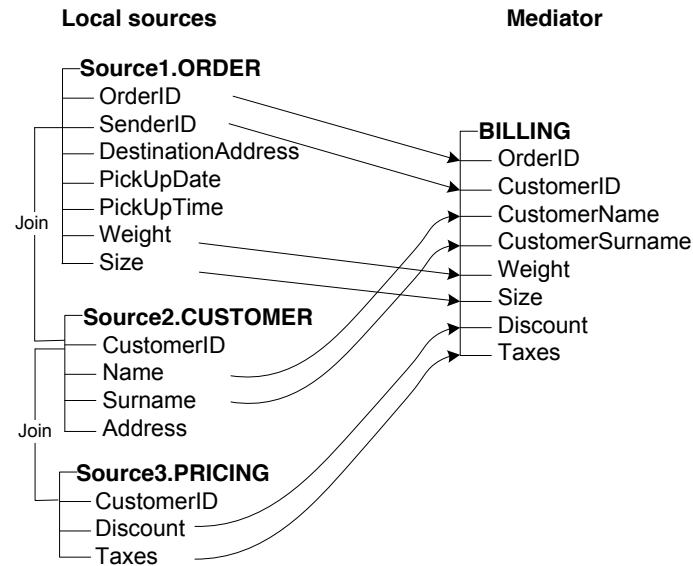 Local sources
Mediator
Source1.ORDER
OrderID
SenderID
DestinationAddress
PickUpDate
PickUpTime
Weight
Size
Join
Source2.CUSTOMER
CustomerID
Name
Surname
Address
Join
Source3.PRICING
CustomerID
Discount
Taxes
BILLING
OrderID
CustomerID
CustomerName
CustomerSurname
Weight
Size
Discount
Taxes